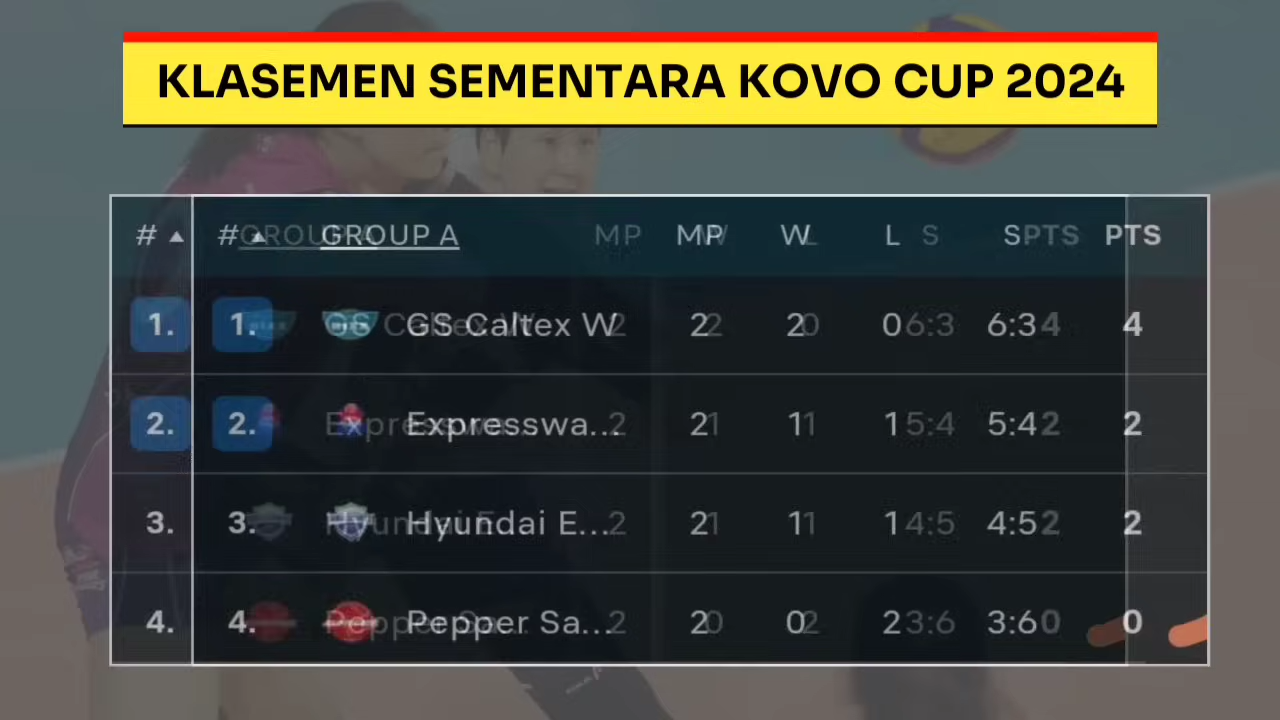 KLASEMEN SEMENTARA KOVO CUP 2024
# GROUP A MP W L S PTS
1. GS Caltex W 2 2 0 6:3 4
2. Expresswa... 2 1 1 5:4 2
3. Hyundai E... 2 1 1 4:5 2
4. Pepper Sa... 2 0 2 3:6 0